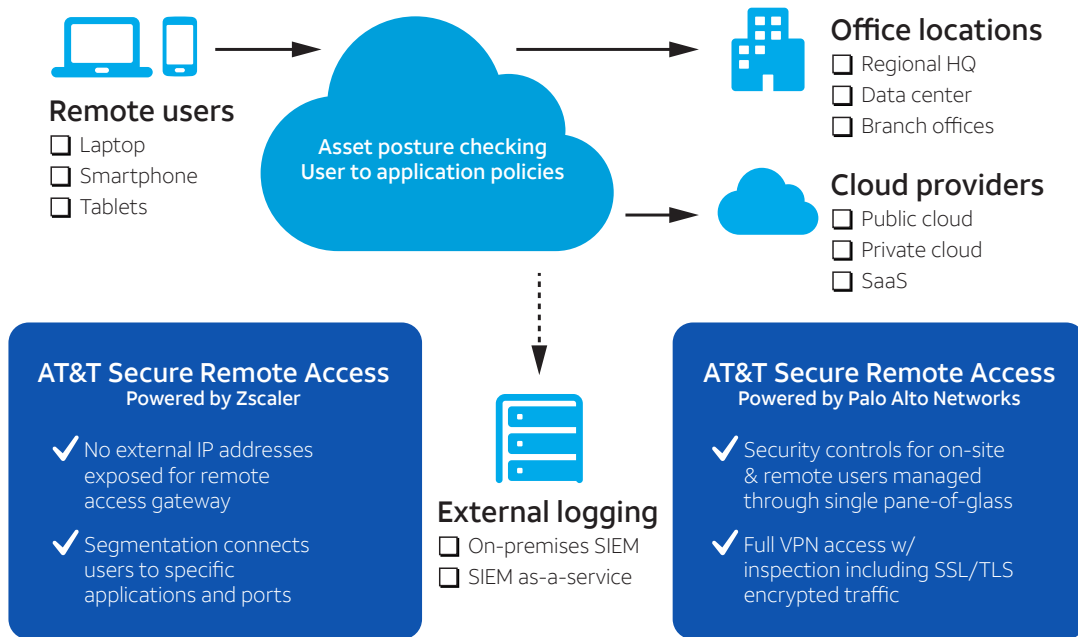 Remote users
Laptop
Smartphone
Tablets
Asset posture checking
User to application policies
Office locations
Regional HQ
Data center
Branch offices
Cloud providers
Public cloud
Private cloud
SaaS
AT&T Secure Remote Access
Powered by Zscaler
No external IP addresses
exposed for remote
access gateway
Segmentation connects
users to specific
applications and ports
External logging
On-premises SIEM
SIEM as-a-service
AT&T Secure Remote Access
Powered by Palo Alto Networks
Security controls for on-site
& remote users managed
through single pane-of-glass
Full VPN access w/
inspection including SSL/TLS
encrypted traffic